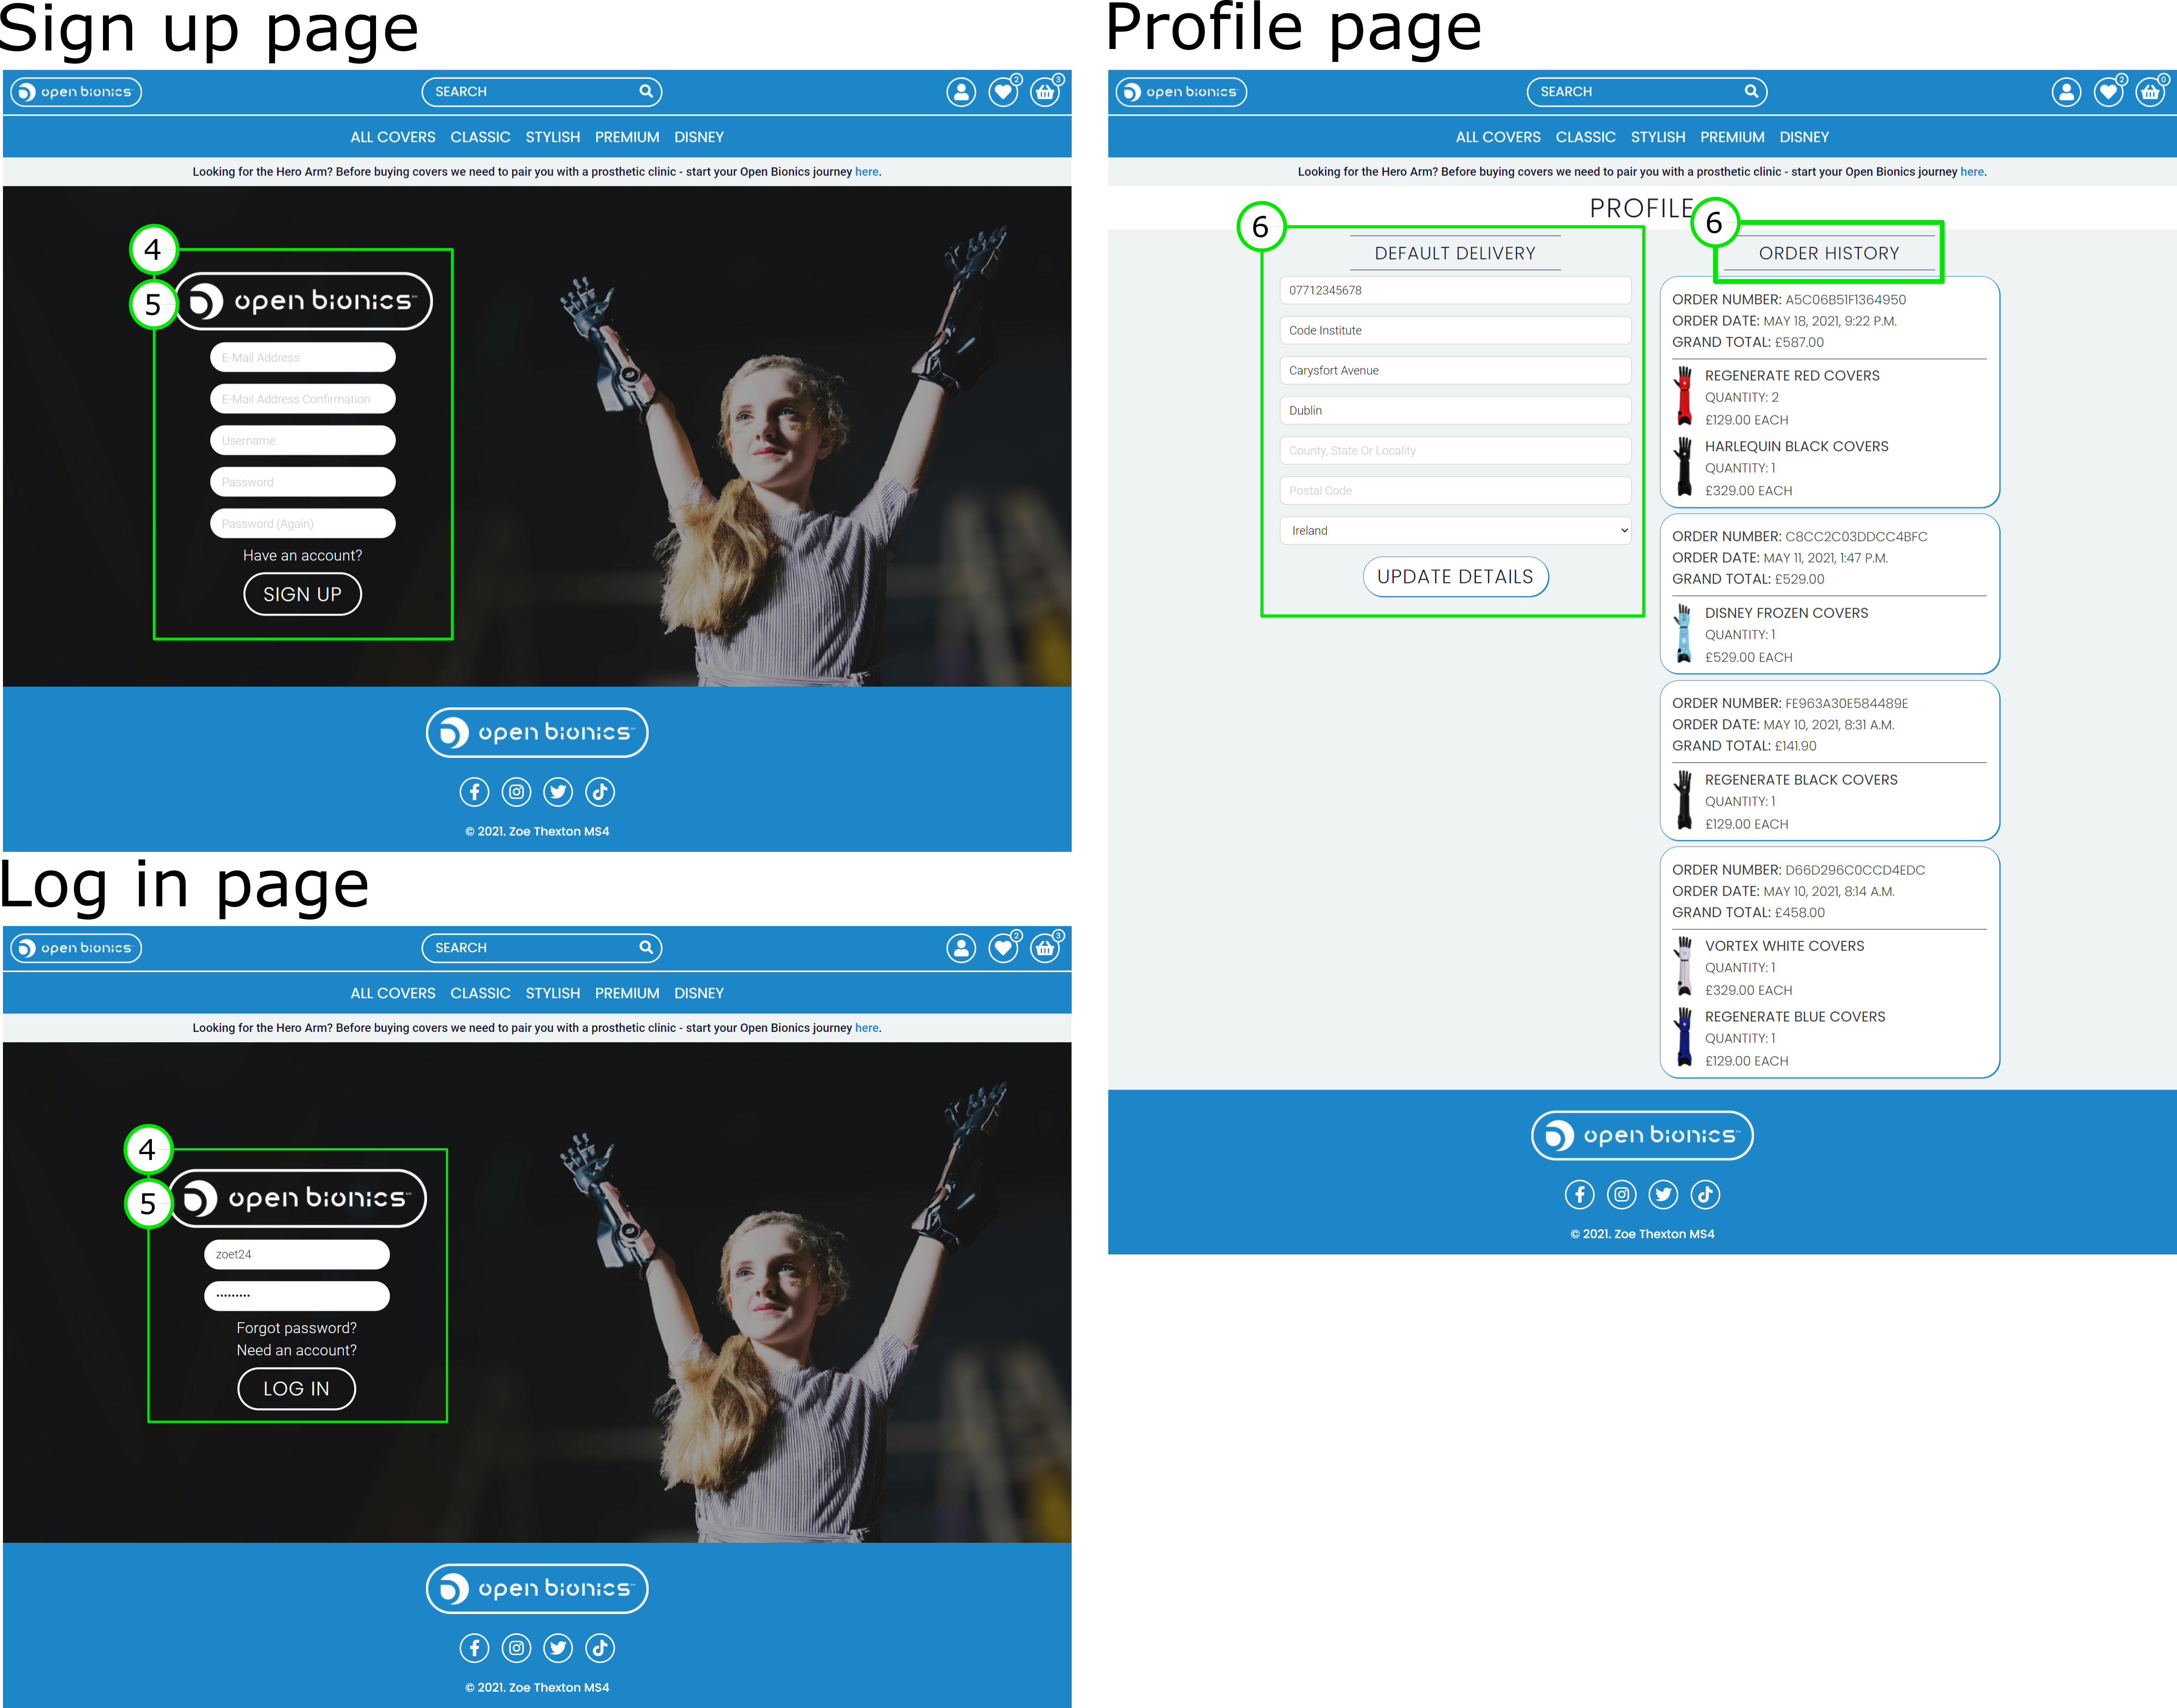 Sign up page
open bionics
SEARCH
2
3
ALL COVERS CLASSIC STYLISH PREMIUM DISNEY
Looking for the Hero Arm? Before buying covers we need to pair you with a prosthetic clinic - start your Open Bionics journey here.
4
5
open bionics
E-Mail Address
E-Mail Address Confirmation
Username
Password
Password (Again)
Have an account?
SIGN UP
open bionics
© 2021. Zoe Thexton MS4
Log in page
open bionics
SEARCH
2
3
ALL COVERS CLASSIC STYLISH PREMIUM DISNEY
Looking for the Hero Arm? Before buying covers we need to pair you with a prosthetic clinic - start your Open Bionics journey here.
4
5
open bionics
zoet24
•••••••••
Forgot password?
Need an account?
LOG IN
open bionics
© 2021. Zoe Thexton MS4
Profile page
open bionics
SEARCH
2
0
ALL COVERS CLASSIC STYLISH PREMIUM DISNEY
Looking for the Hero Arm? Before buying covers we need to pair you with a prosthetic clinic - start your Open Bionics journey here.
PROFILE
6
DEFAULT DELIVERY
07712345678
Code Institute
Carysfort Avenue
Dublin
County, State Or Locality
Postal Code
Ireland
UPDATE DETAILS
6
ORDER HISTORY
ORDER NUMBER: A5C06B51F1364950
ORDER DATE: MAY 18, 2021, 9:22 P.M.
GRAND TOTAL: £587.00
REGENERATE RED COVERS
QUANTITY: 2
£129.00 EACH
HARLEQUIN BLACK COVERS
QUANTITY: 1
£329.00 EACH
ORDER NUMBER: C8CC2C03DDCC4BFC
ORDER DATE: MAY 11, 2021, 1:47 P.M.
GRAND TOTAL: £529.00
DISNEY FROZEN COVERS
QUANTITY: 1
£529.00 EACH
ORDER NUMBER: FE963A30E584489E
ORDER DATE: MAY 10, 2021, 8:31 A.M.
GRAND TOTAL: £141.90
REGENERATE BLACK COVERS
QUANTITY: 1
£129.00 EACH
ORDER NUMBER: D66D296C0CCD4EDC
ORDER DATE: MAY 10, 2021, 8:14 A.M.
GRAND TOTAL: £458.00
VORTEX WHITE COVERS
QUANTITY: 1
£329.00 EACH
REGENERATE BLUE COVERS
QUANTITY: 1
£129.00 EACH
open bionics
© 2021. Zoe Thexton MS4